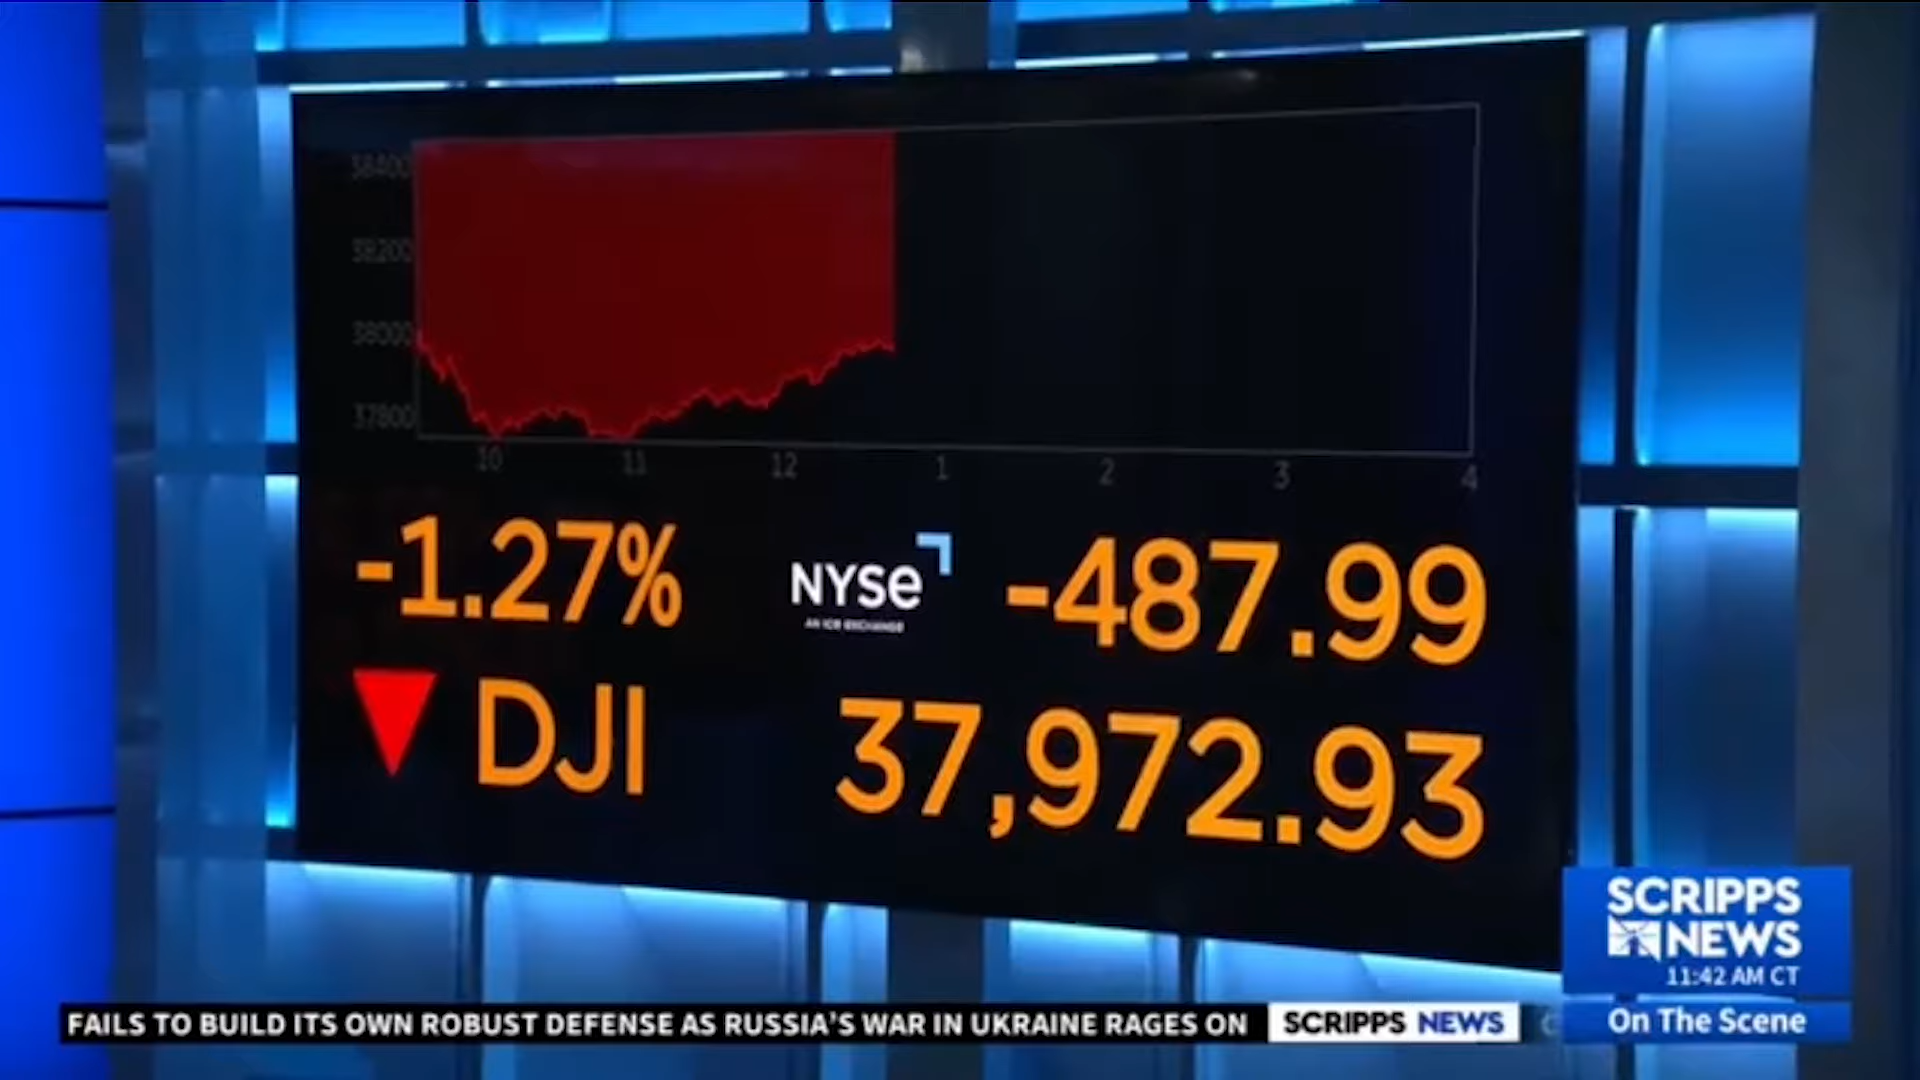 38400
38200
38000
37800
10 11 12 1 2 3 4
-1.27% NYSE -487.99
AN ICE EXCHANGE
DJI 37,972.93
SCRIPPS
NEWS
11:42 AM CT
On The Scene
FAILS TO BUILD ITS OWN ROBUST DEFENSE AS RUSSIA'S WAR IN UKRAINE RAGES ON SCRIPPS NEWS